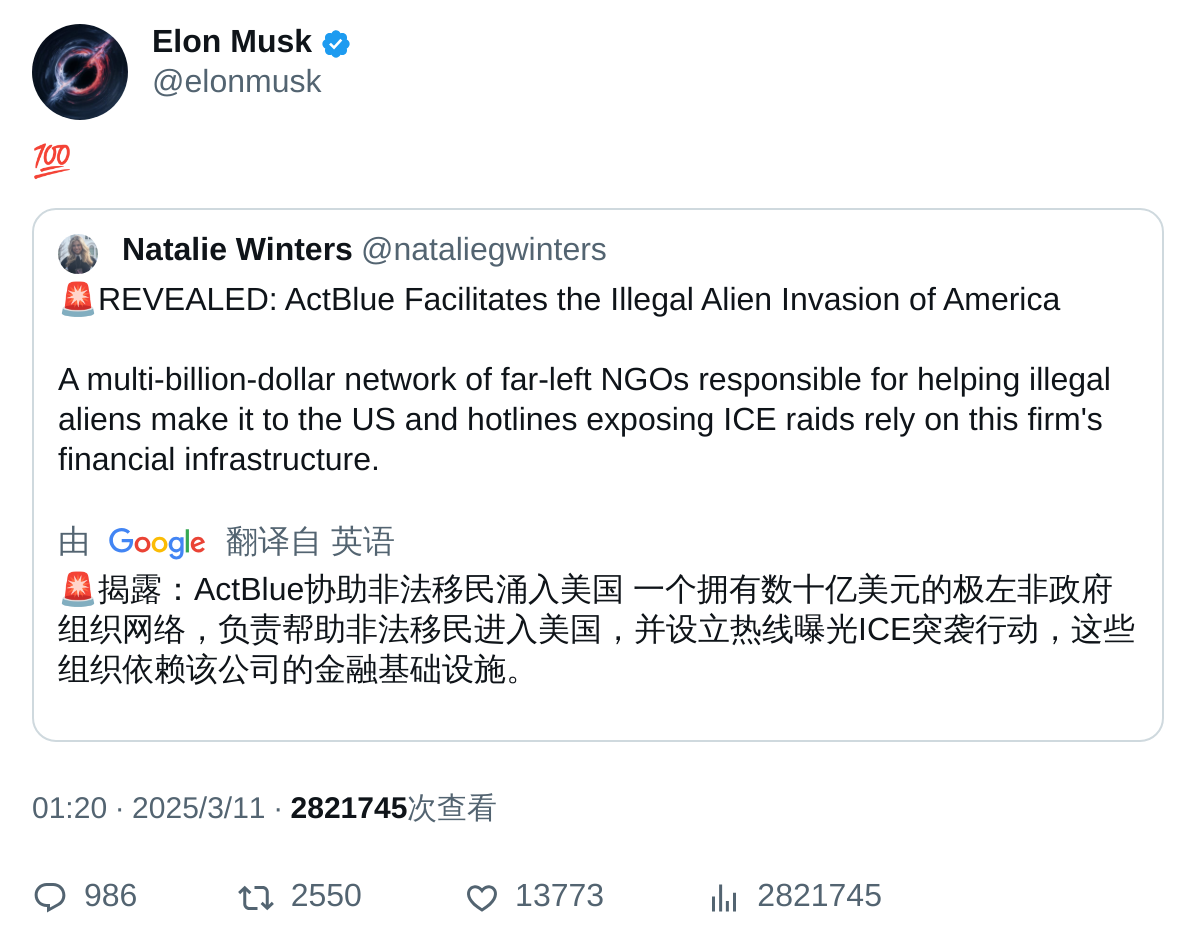 Elon Musk
@elonmusk
💯
Natalie Winters @nataliegwinters
🚨REVEALED: ActBlue Facilitates the Illegal Alien Invasion of America
A multi-billion-dollar network of far-left NGOs responsible for helping illegal
aliens make it to the US and hotlines exposing ICE raids rely on this firm's
financial infrastructure.
由 Google 翻译自 英语
🚨揭露：ActBlue协助非法移民涌入美国 一个拥有数十亿美元的极左非政府
组织网络，负责帮助非法移民进入美国，并设立热线曝光ICE突袭行动，这些
组织依赖该公司的金融基础设施。
01:20 · 2025/3/11 · 2821745次查看
986 2550 13773 2821745